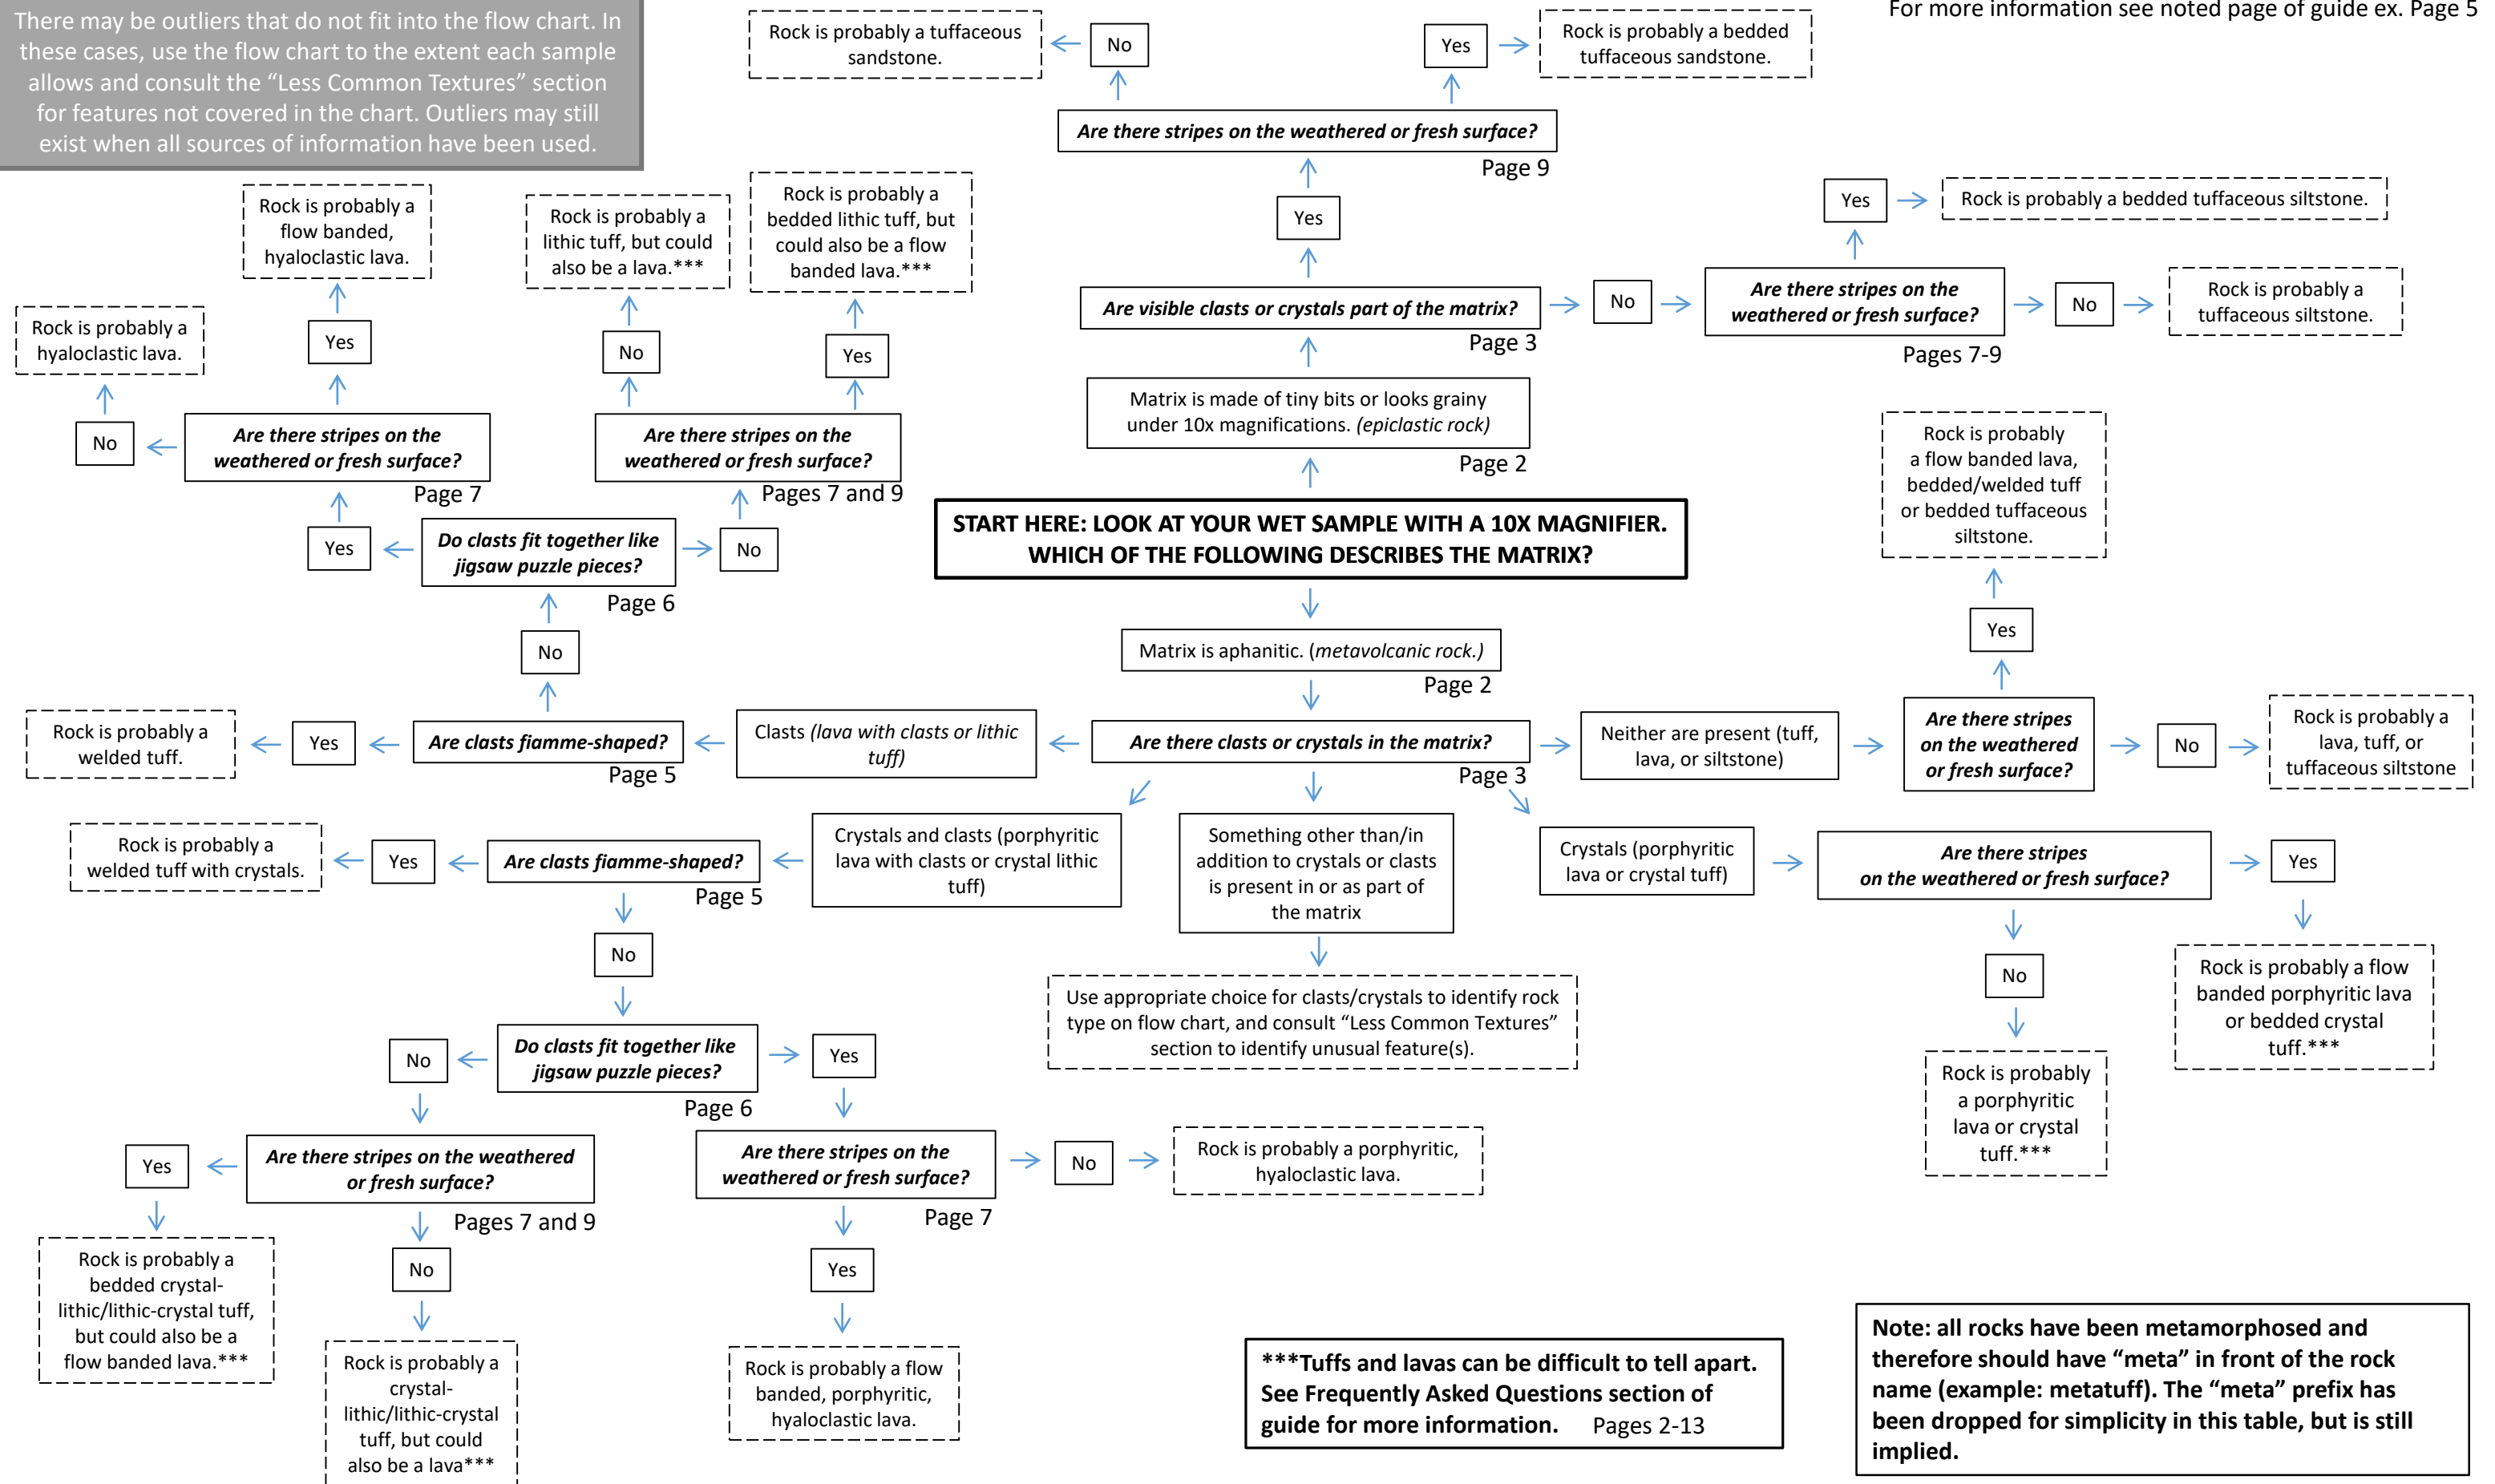 There may be outliers that do not fit into the flow chart. In
these cases, use the flow chart to the extent each sample
allows and consult the “Less Common Textures” section
for features not covered in the chart. Outliers may still
exist when all sources of information have been used.
For more information see noted page of guide ex. Page 5
Rock is probably a tuffaceous
sandstone.
No
Yes
Rock is probably a bedded
tuffaceous sandstone.
Are there stripes on the weathered or fresh surface?
Page 9
Yes
Are visible clasts or crystals part of the matrix?
Page 3
No
Are there stripes on the
weathered or fresh surface?
Pages 7-9
Yes
Rock is probably a bedded tuffaceous siltstone.
No
Rock is probably a
tuffaceous siltstone.
Matrix is made of tiny bits or looks grainy
under 10x magnifications. (epiclastic rock)
Page 2
START HERE: LOOK AT YOUR WET SAMPLE WITH A 10X MAGNIFIER.
WHICH OF THE FOLLOWING DESCRIBES THE MATRIX?
Matrix is aphanitic. (metavolcanic rock.)
Page 2
Are there clasts or crystals in the matrix?
Page 3
Clasts (lava with clasts or lithic
tuff)
Are clasts fiamme-shaped?
Page 5
Yes
Rock is probably a
welded tuff.
No
Do clasts fit together like
jigsaw puzzle pieces?
Page 6
Yes
Are there stripes on the
weathered or fresh surface?
Page 7
No
Rock is probably a
hyaloclastic lava.
Yes
Rock is probably a
flow banded,
hyaloclastic lava.
No
Are there stripes on the
weathered or fresh surface?
Pages 7 and 9
No
Rock is probably a
lithic tuff, but could
also be a lava.***
Yes
Rock is probably a
bedded lithic tuff, but
could also be a flow
banded lava.***
Neither are present (tuff,
lava, or siltstone)
Are there stripes
on the weathered
or fresh surface?
Yes
Rock is probably
a flow banded lava,
bedded/welded tuff
or bedded tuffaceous
siltstone.
No
Rock is probably a
lava, tuff, or
tuffaceous siltstone
Crystals and clasts (porphyritic
lava with clasts or crystal lithic
tuff)
Are clasts fiamme-shaped?
Page 5
Yes
Rock is probably a
welded tuff with crystals.
No
Do clasts fit together like
jigsaw puzzle pieces?
Page 6
No
Are there stripes on the weathered
or fresh surface?
Pages 7 and 9
Yes
Rock is probably a
bedded crystal-
lithic/lithic-crystal tuff,
but could also be a
flow banded lava.***
No
Rock is probably a
crystal-
lithic/lithic-crystal
tuff, but could
also be a lava***
Yes
Are there stripes on the
weathered or fresh surface?
Page 7
No
Rock is probably a porphyritic,
hyaloclastic lava.
Yes
Rock is probably a flow
banded, porphyritic,
hyaloclastic lava.
Something other than/in
addition to crystals or clasts
is present in or as part of
the matrix
Use appropriate choice for clasts/crystals to identify rock
type on flow chart, and consult “Less Common Textures”
section to identify unusual feature(s).
Crystals (porphyritic
lava or crystal tuff)
Are there stripes
on the weathered or fresh surface?
Yes
Rock is probably a flow
banded porphyritic lava
or bedded crystal
tuff.***
No
Rock is probably
a porphyritic
lava or crystal
tuff.***
***Tuffs and lavas can be difficult to tell apart.
See Frequently Asked Questions section of
guide for more information. Pages 2-13
Note: all rocks have been metamorphosed and
therefore should have “meta” in front of the rock
name (example: metatuff). The “meta” prefix has
been dropped for simplicity in this table, but is still
implied.